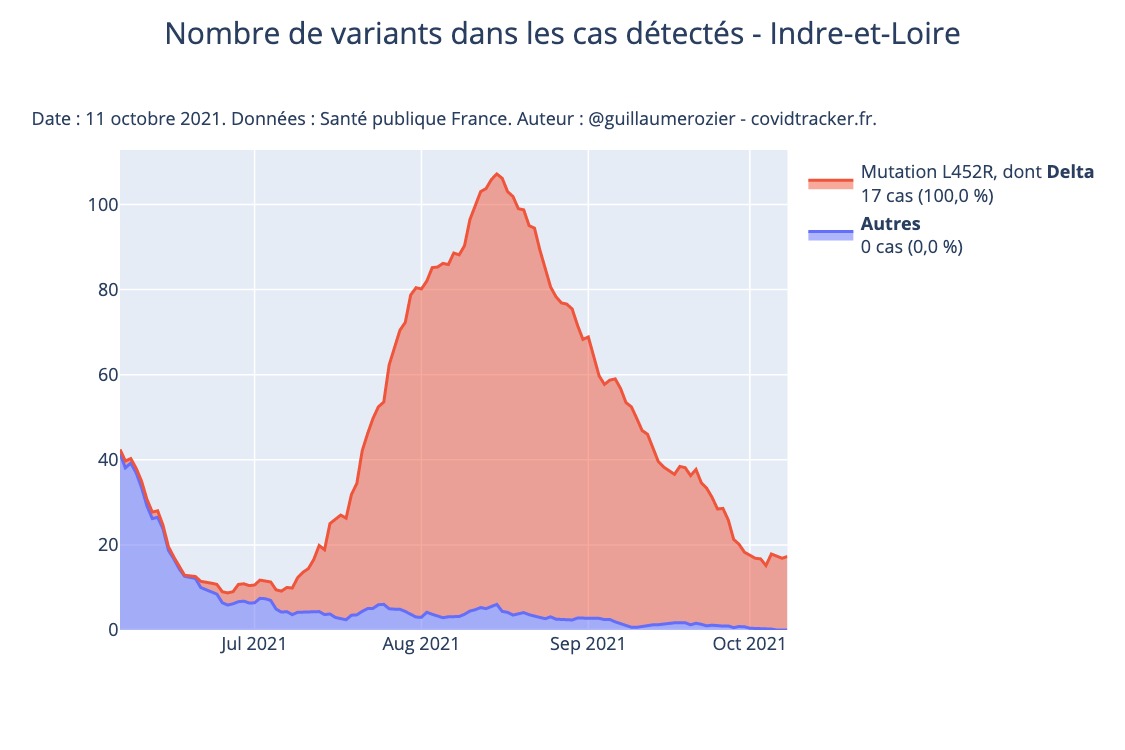 Nombre de variants dans les cas détectés - Indre-et-Loire
Date : 11 octobre 2021. Données : Santé publique France. Auteur : @guillaumerozier - covidtracker.fr.
Mutation L452R, dont Delta
17 cas (100,0 %)
Autres
0 cas (0,0 %)
100
80
60
40
20
0
Jul 2021
Aug 2021
Sep 2021
Oct 2021